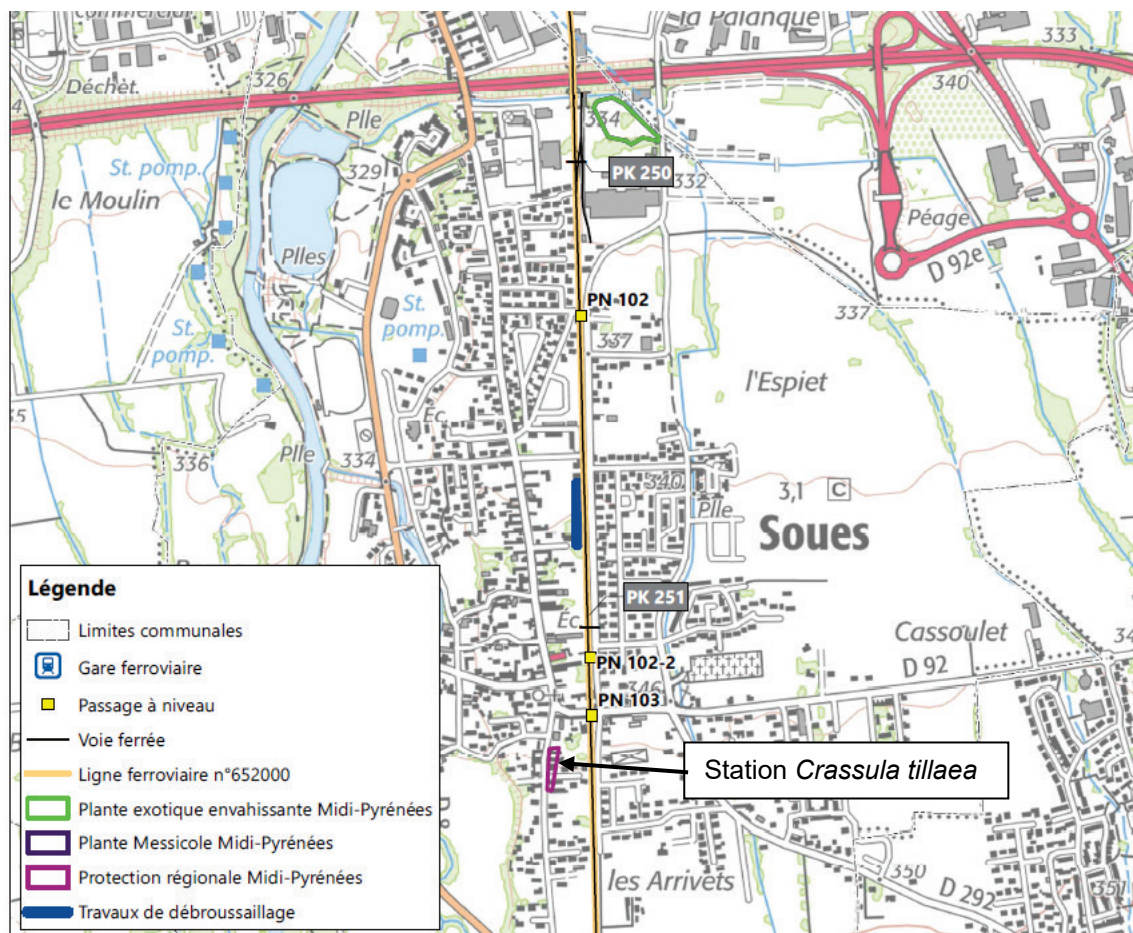 la Palanque
333
326
340
Déchet.
334
Plle
St. pomp.
329
PK 250
332
le Moulin
Péage
Plles
D 92e
PN 102
St. pomp.
St. pomp.
337
337
l'Espiet
Éc.
336
Plle
334
340
3,1 C
Plle
Soues
PK 251
Éc.
Cassoulet
D 92
PN 102-2
346
PN 103
Station Crassula tillaea
les Arrivets
350
D 292
351
Légende
Limites communales
Gare ferroviaire
Passage à niveau
Voie ferrée
Ligne ferroviaire n°652000
Plante exotique envahissante Midi-Pyrénées
Plante Messicole Midi-Pyrénées
Protection régionale Midi-Pyrénées
Travaux de débroussaillage